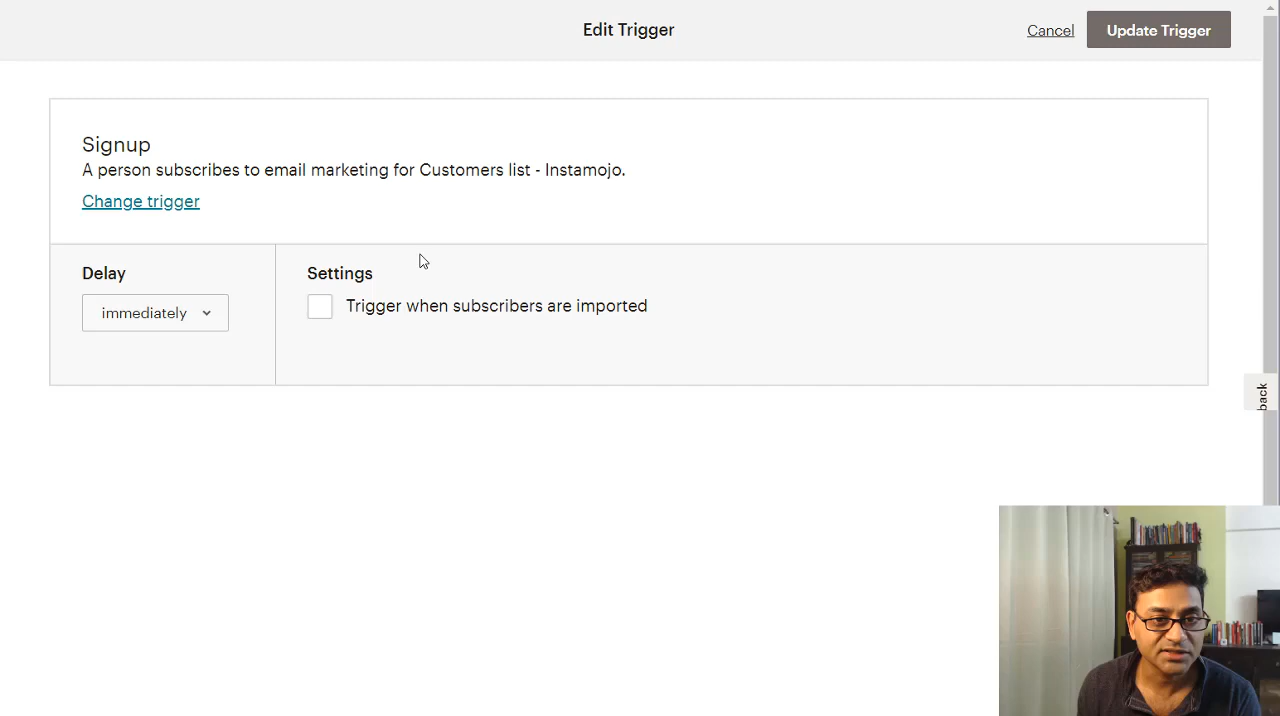 Edit Trigger
Cancel
Update Trigger
Signup
A person subscribes to email marketing for Customers list - Instamojo.
Change trigger
Delay
Settings
immediately
Trigger when subscribers are imported
back